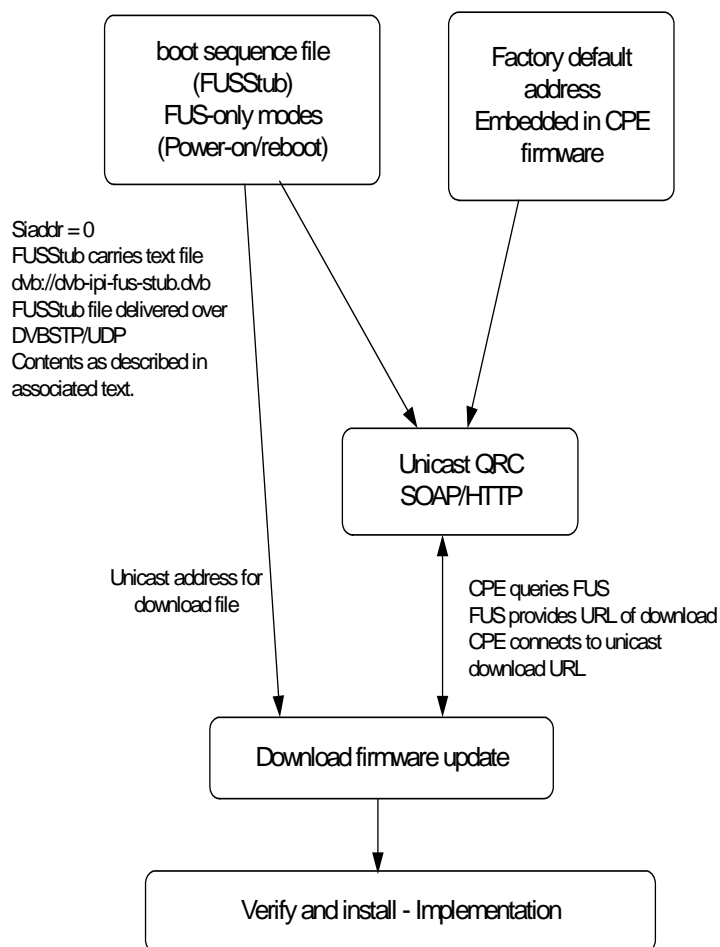 boot sequence file
(FUSStub)
FUS-only modes
(Power-on/reboot)
Factory default
address
Embedded in CPE
firmware
Siaddr = 0
FUSStub carries text file
dvb://dvb-ipi-fus-stub.dvb
FUSStub file delivered over
DVBSTP/UDP
Contents as described in
associated text.
Unicast QRC
SOAP/HTTP
Unicast address for
download file
CPE queries FUS
FUS provides URL of download
CPE connects to unicast
download URL
Download firmware update
Verify and install - Implementation